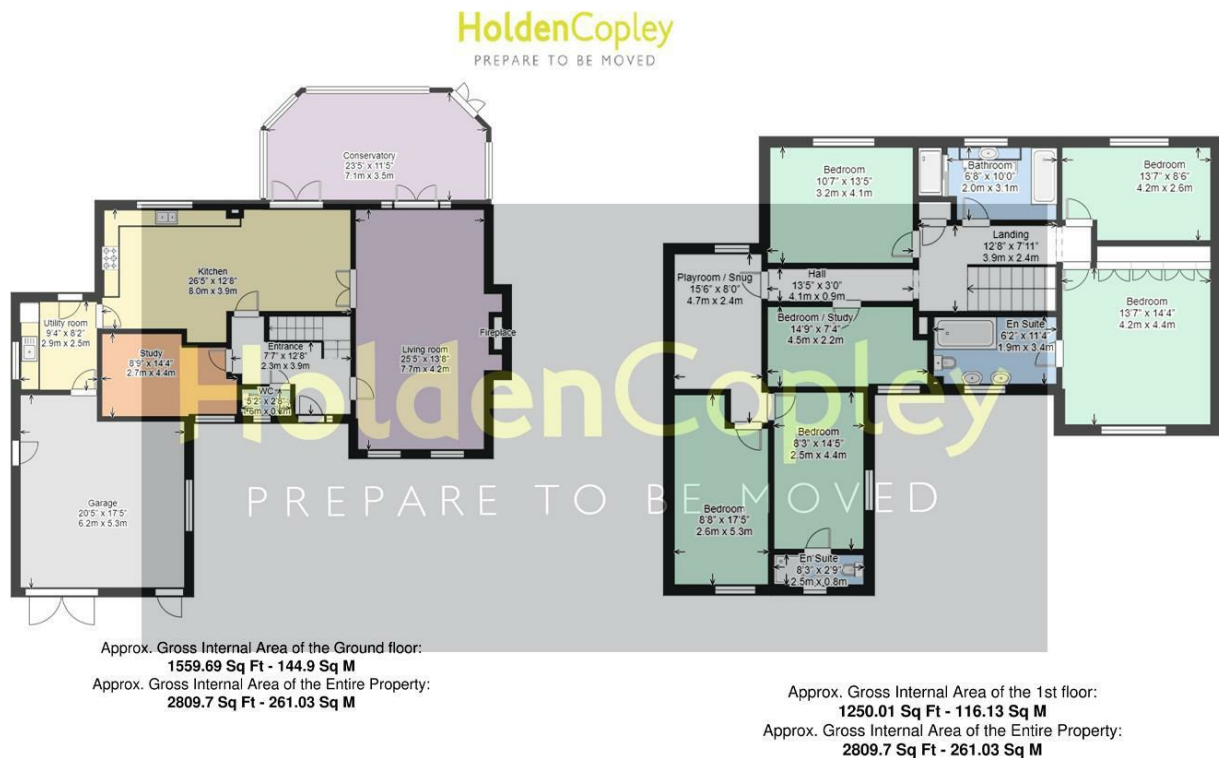 HoldenCopley
PREPARE TO BE MOVED
Conservatory
23'5" x 11'5"
7.1m x 3.5m
Kitchen
26'5" x 12'8"
8.0m x 3.9m
Utility room
9'4" x 8'2"
2.9m x 2.5m
Study
8'9" x 14'4"
2.7m x 4.4m
Entrance
7'7" x 12'8"
2.3m x 3.9m
WC
Living room
25'5" x 13'8"
7.7m x 4.2m
Fireplace
Garage
20'5" x 17'5"
6.2m x 5.3m
Bedroom
10'7" x 13'5"
3.2m x 4.1m
Bathroom
6'8" x 10'0"
2.0m x 3.1m
Bedroom
13'7" x 8'6"
4.2m x 2.6m
Landing
12'8" x 7'11"
3.9m x 2.4m
Playroom / Snug
15'6" x 8'0"
4.7m x 2.4m
Hall
13'5" x 3'0"
4.1m x 0.9m
Bedroom / Study
14'9" x 7'4"
4.5m x 2.2m
En Suite
6'2" x 11'4"
1.9m x 3.4m
Bedroom
13'7" x 14'4"
4.2m x 4.4m
Bedroom
8'3" x 14'5"
2.5m x 4.4m
Bedroom
8'8" x 17'5"
2.6m x 5.3m
En Suite
8'3" x 2'9"
2.5m x 0.8m
HoldenCopley
PREPARE TO BE MOVED
Approx. Gross Internal Area of the Ground floor:
1559.69 Sq Ft - 144.9 Sq M
Approx. Gross Internal Area of the Entire Property:
2809.7 Sq Ft - 261.03 Sq M
Approx. Gross Internal Area of the 1st floor:
1250.01 Sq Ft - 116.13 Sq M
Approx. Gross Internal Area of the Entire Property:
2809.7 Sq Ft - 261.03 Sq M